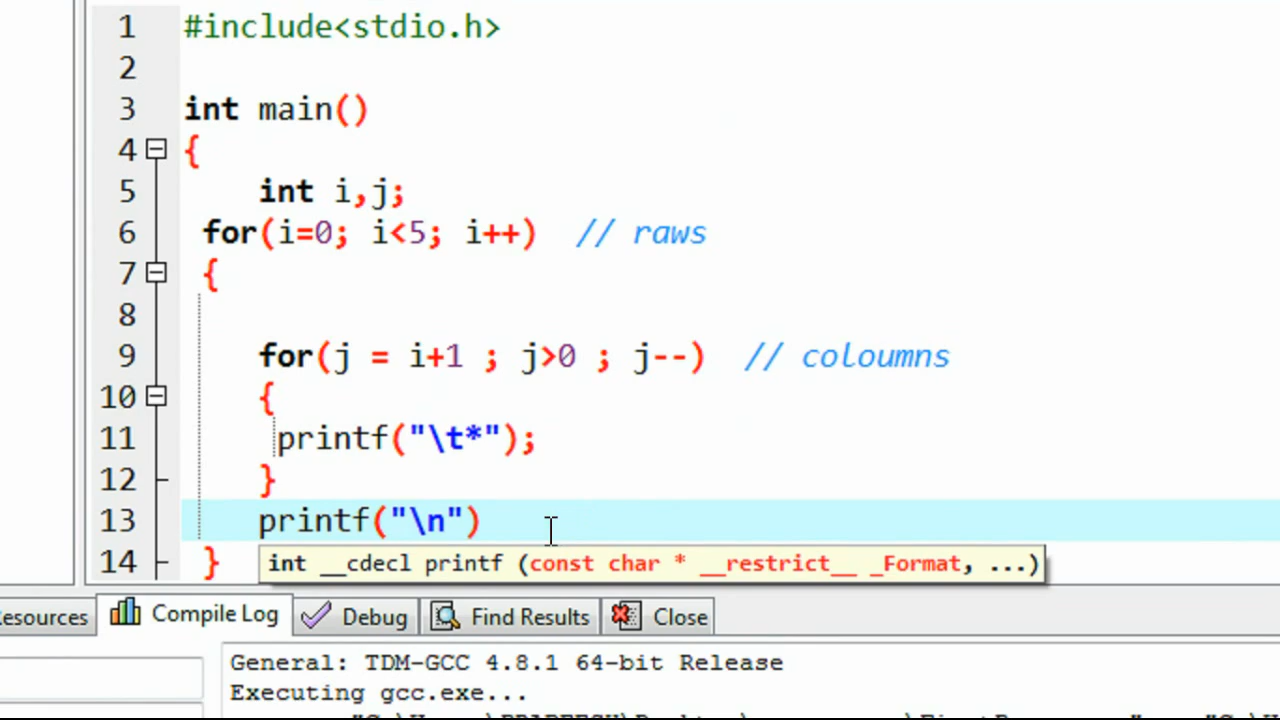 1 #include<stdio.h>
2
3 int main()
4 {
5 int i,j;
6 for(i=0; i<5; i++) // raws
7 {
8
9 for(j = i+1 ; j>0 ; j--) // coloumns
10 {
11 printf("\t*");
12 }
13 printf("\n")
14 }
int __cdecl printf (const char * __restrict__ _Format, ...)
esources Compile Log Debug Find Results Close
General: TDM-GCC 4.8.1 64-bit Release
Executing gcc.exe...